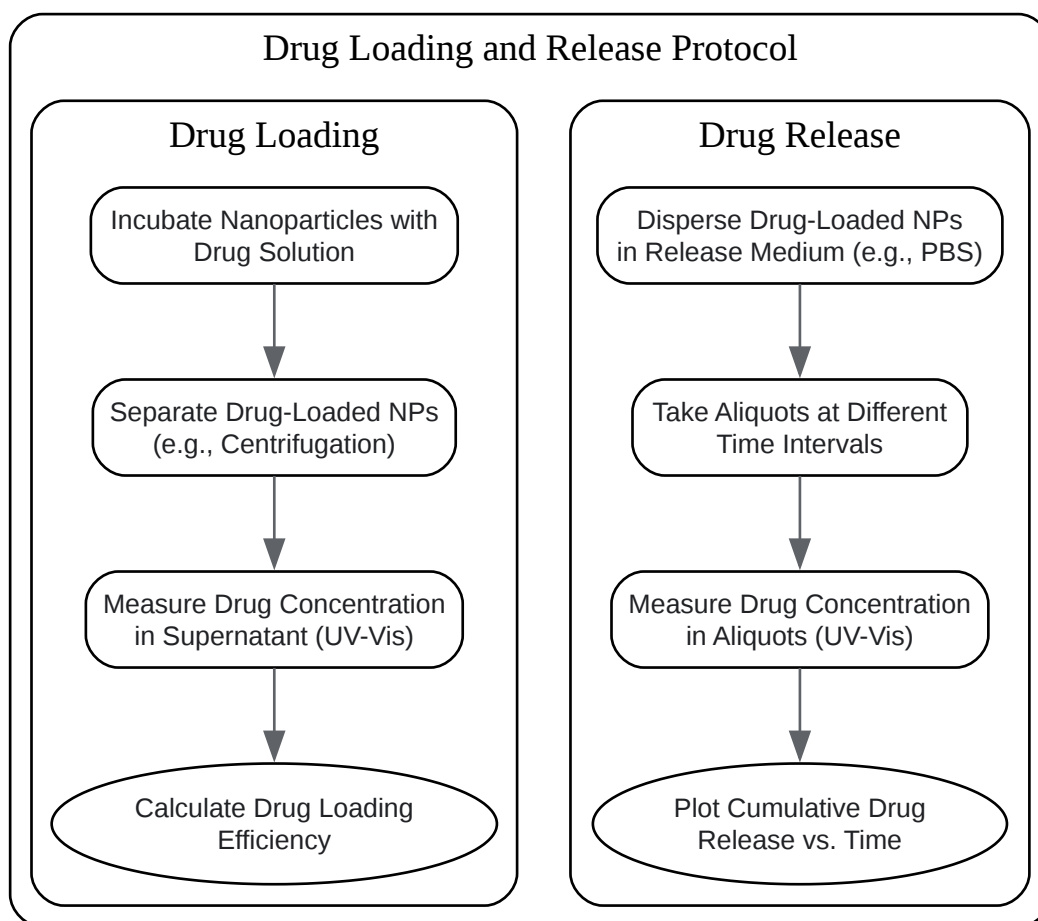 Drug Loading and Release Protocol
Drug Loading
Incubate Nanoparticles with
Drug Solution
Separate Drug-Loaded NPs
(e.g., Centrifugation)
Measure Drug Concentration
in Supernatant (UV-Vis)
Calculate Drug Loading
Efficiency
Drug Release
Disperse Drug-Loaded NPs
in Release Medium (e.g., PBS)
Take Aliquots at Different
Time Intervals
Measure Drug Concentration
in Aliquots (UV-Vis)
Plot Cumulative Drug
Release vs. Time